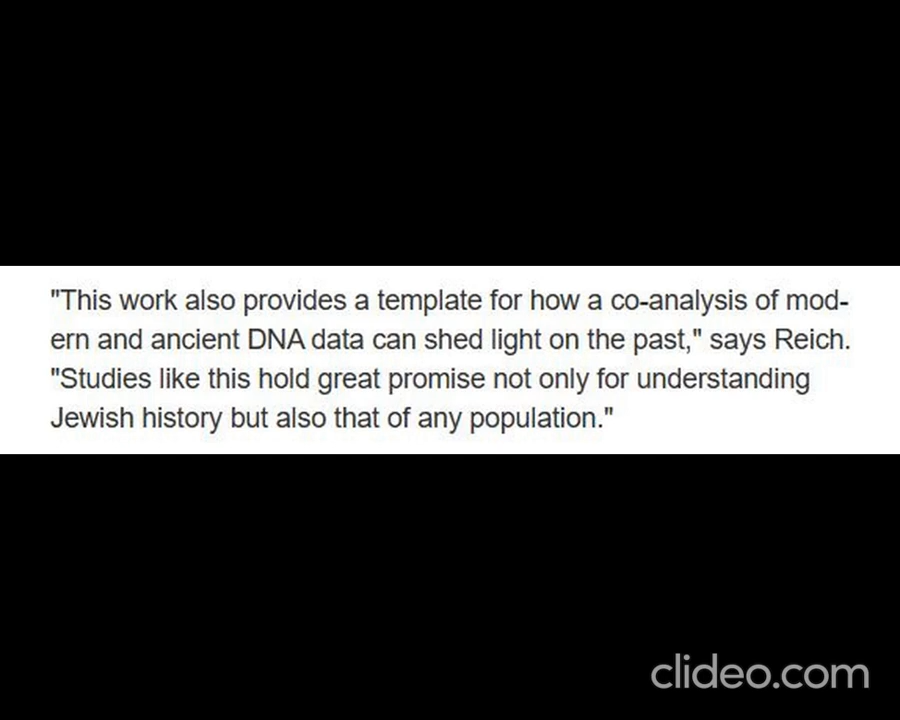 "This work also provides a template for how a co-analysis of mod-
ern and ancient DNA data can shed light on the past," says Reich.
"Studies like this hold great promise not only for understanding
Jewish history but also that of any population."
clideo.com